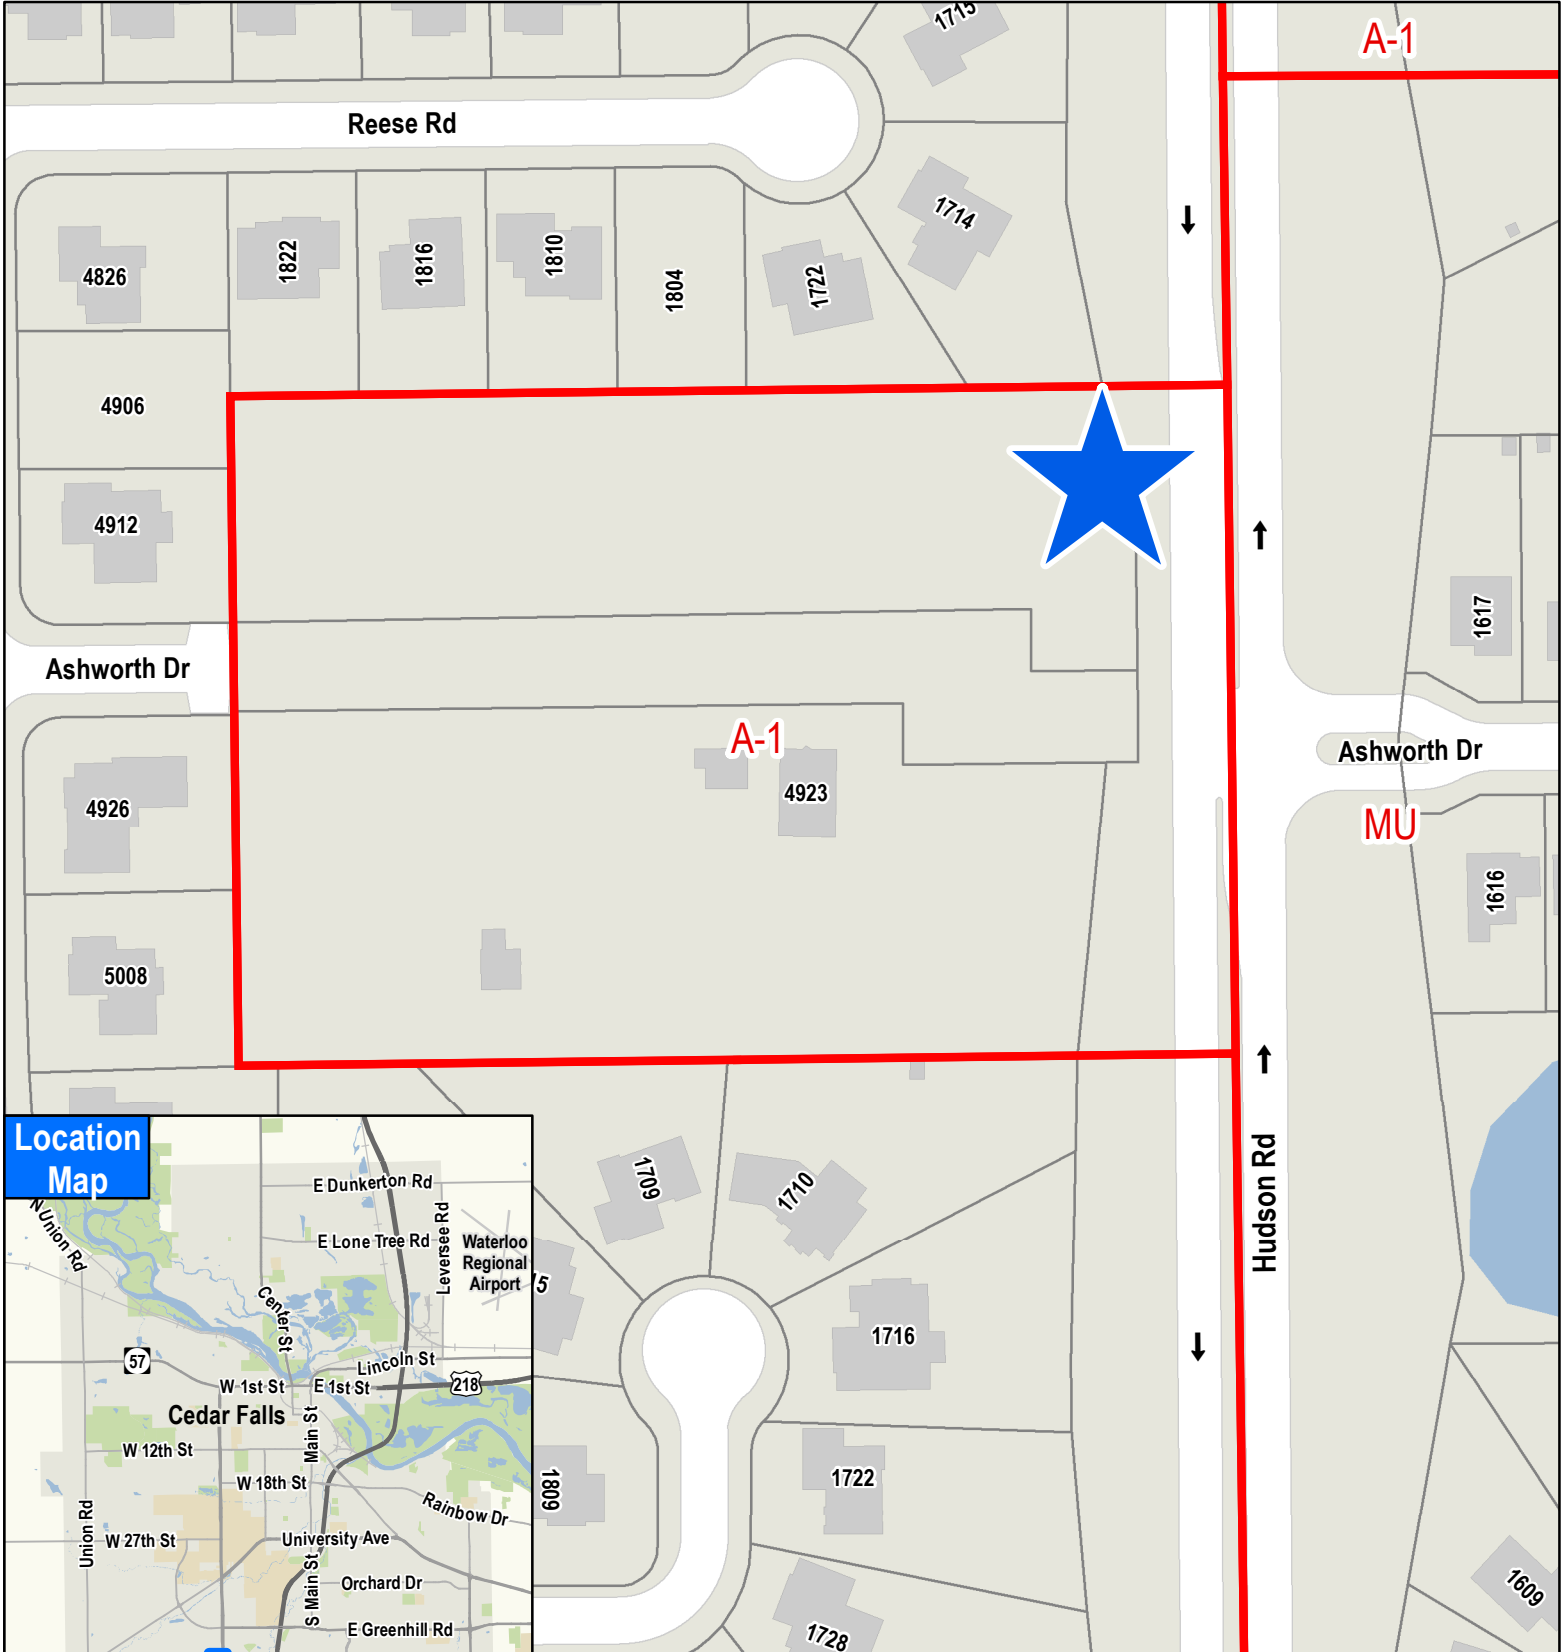 1715
A-1
Reese Rd
4826
1822
1816
1810
1804
1722
1714
4906
4912
1617
Ashworth Dr
A-1
Ashworth Dr
4923
4926
MU
1616
5008
Hudson Rd
1709
1710
1716
1722
1809
1728
1609
Location
Map
N Union Rd
E Dunkerton Rd
E Lone Tree Rd
Leversee Rd
Waterloo
Regional
Airport
Center St
57
Lincoln St
W 1st St
E 1st St
218
Cedar Falls
Main St
W 12th St
W 18th St
Rainbow Dr
Union Rd
W 27th St
University Ave
S Main St
Orchard Dr
E Greenhill Rd